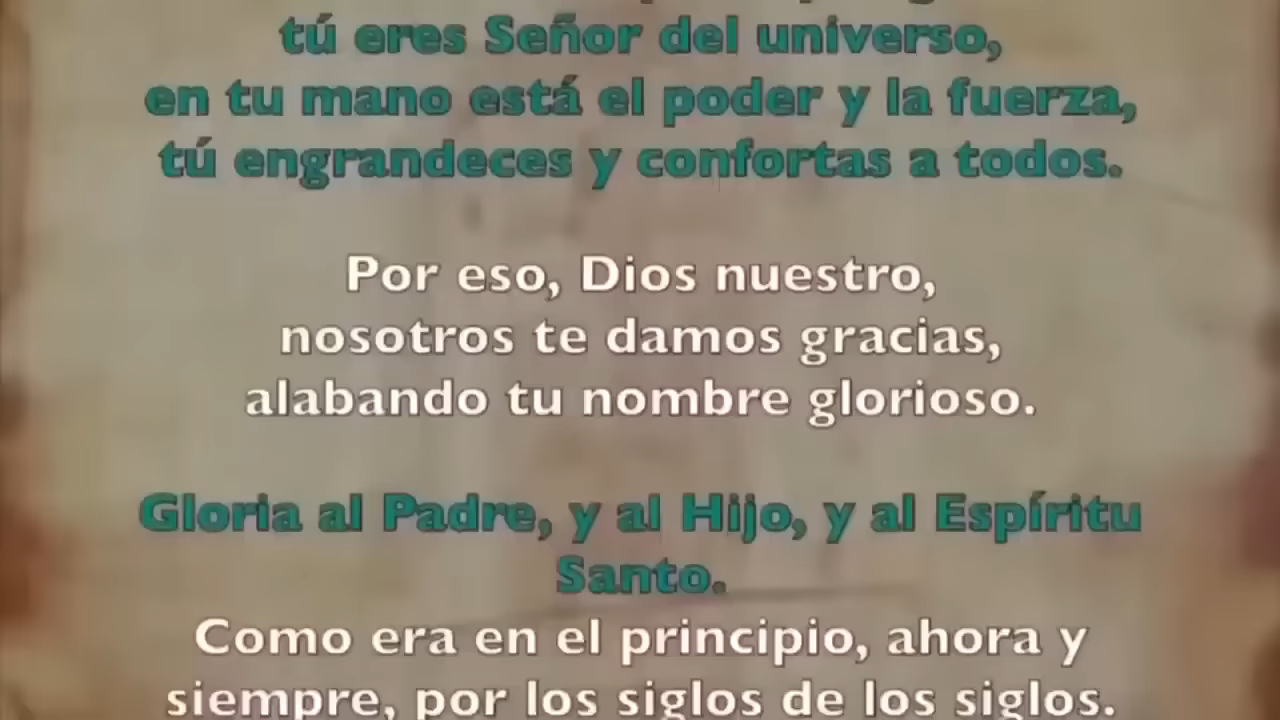 tú eres Señor del universo,
en tu mano está el poder y la fuerza,
tú engrandeces y confortas a todos.
Por eso, Dios nuestro,
nosotros te damos gracias,
alabando tu nombre glorioso.
Gloria al Padre, y al Hijo, y al Espíritu
Santo.
Como era en el principio, ahora y
siempre, por los siglos de los siglos.